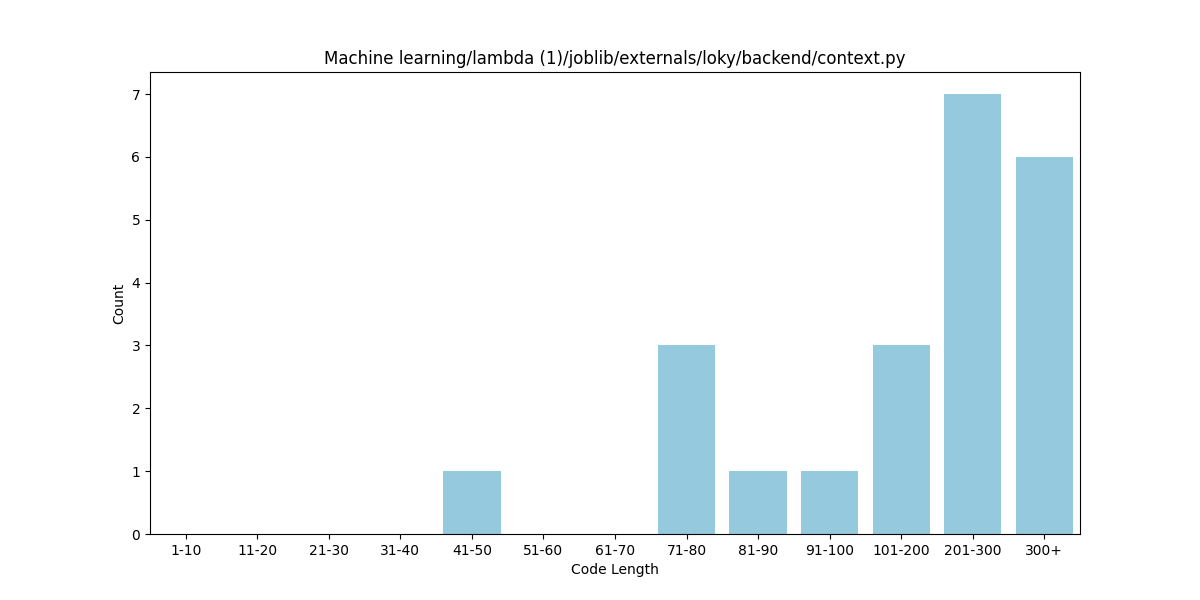 Machine learning/lambda (1)/joblib/externals/loky/backend/context.py
7
6
5
4
3
2
1
0
Count
1-10 11-20 21-30 31-40 41-50 51-60 61-70 71-80 81-90 91-100 101-200 201-300 300+
Code Length